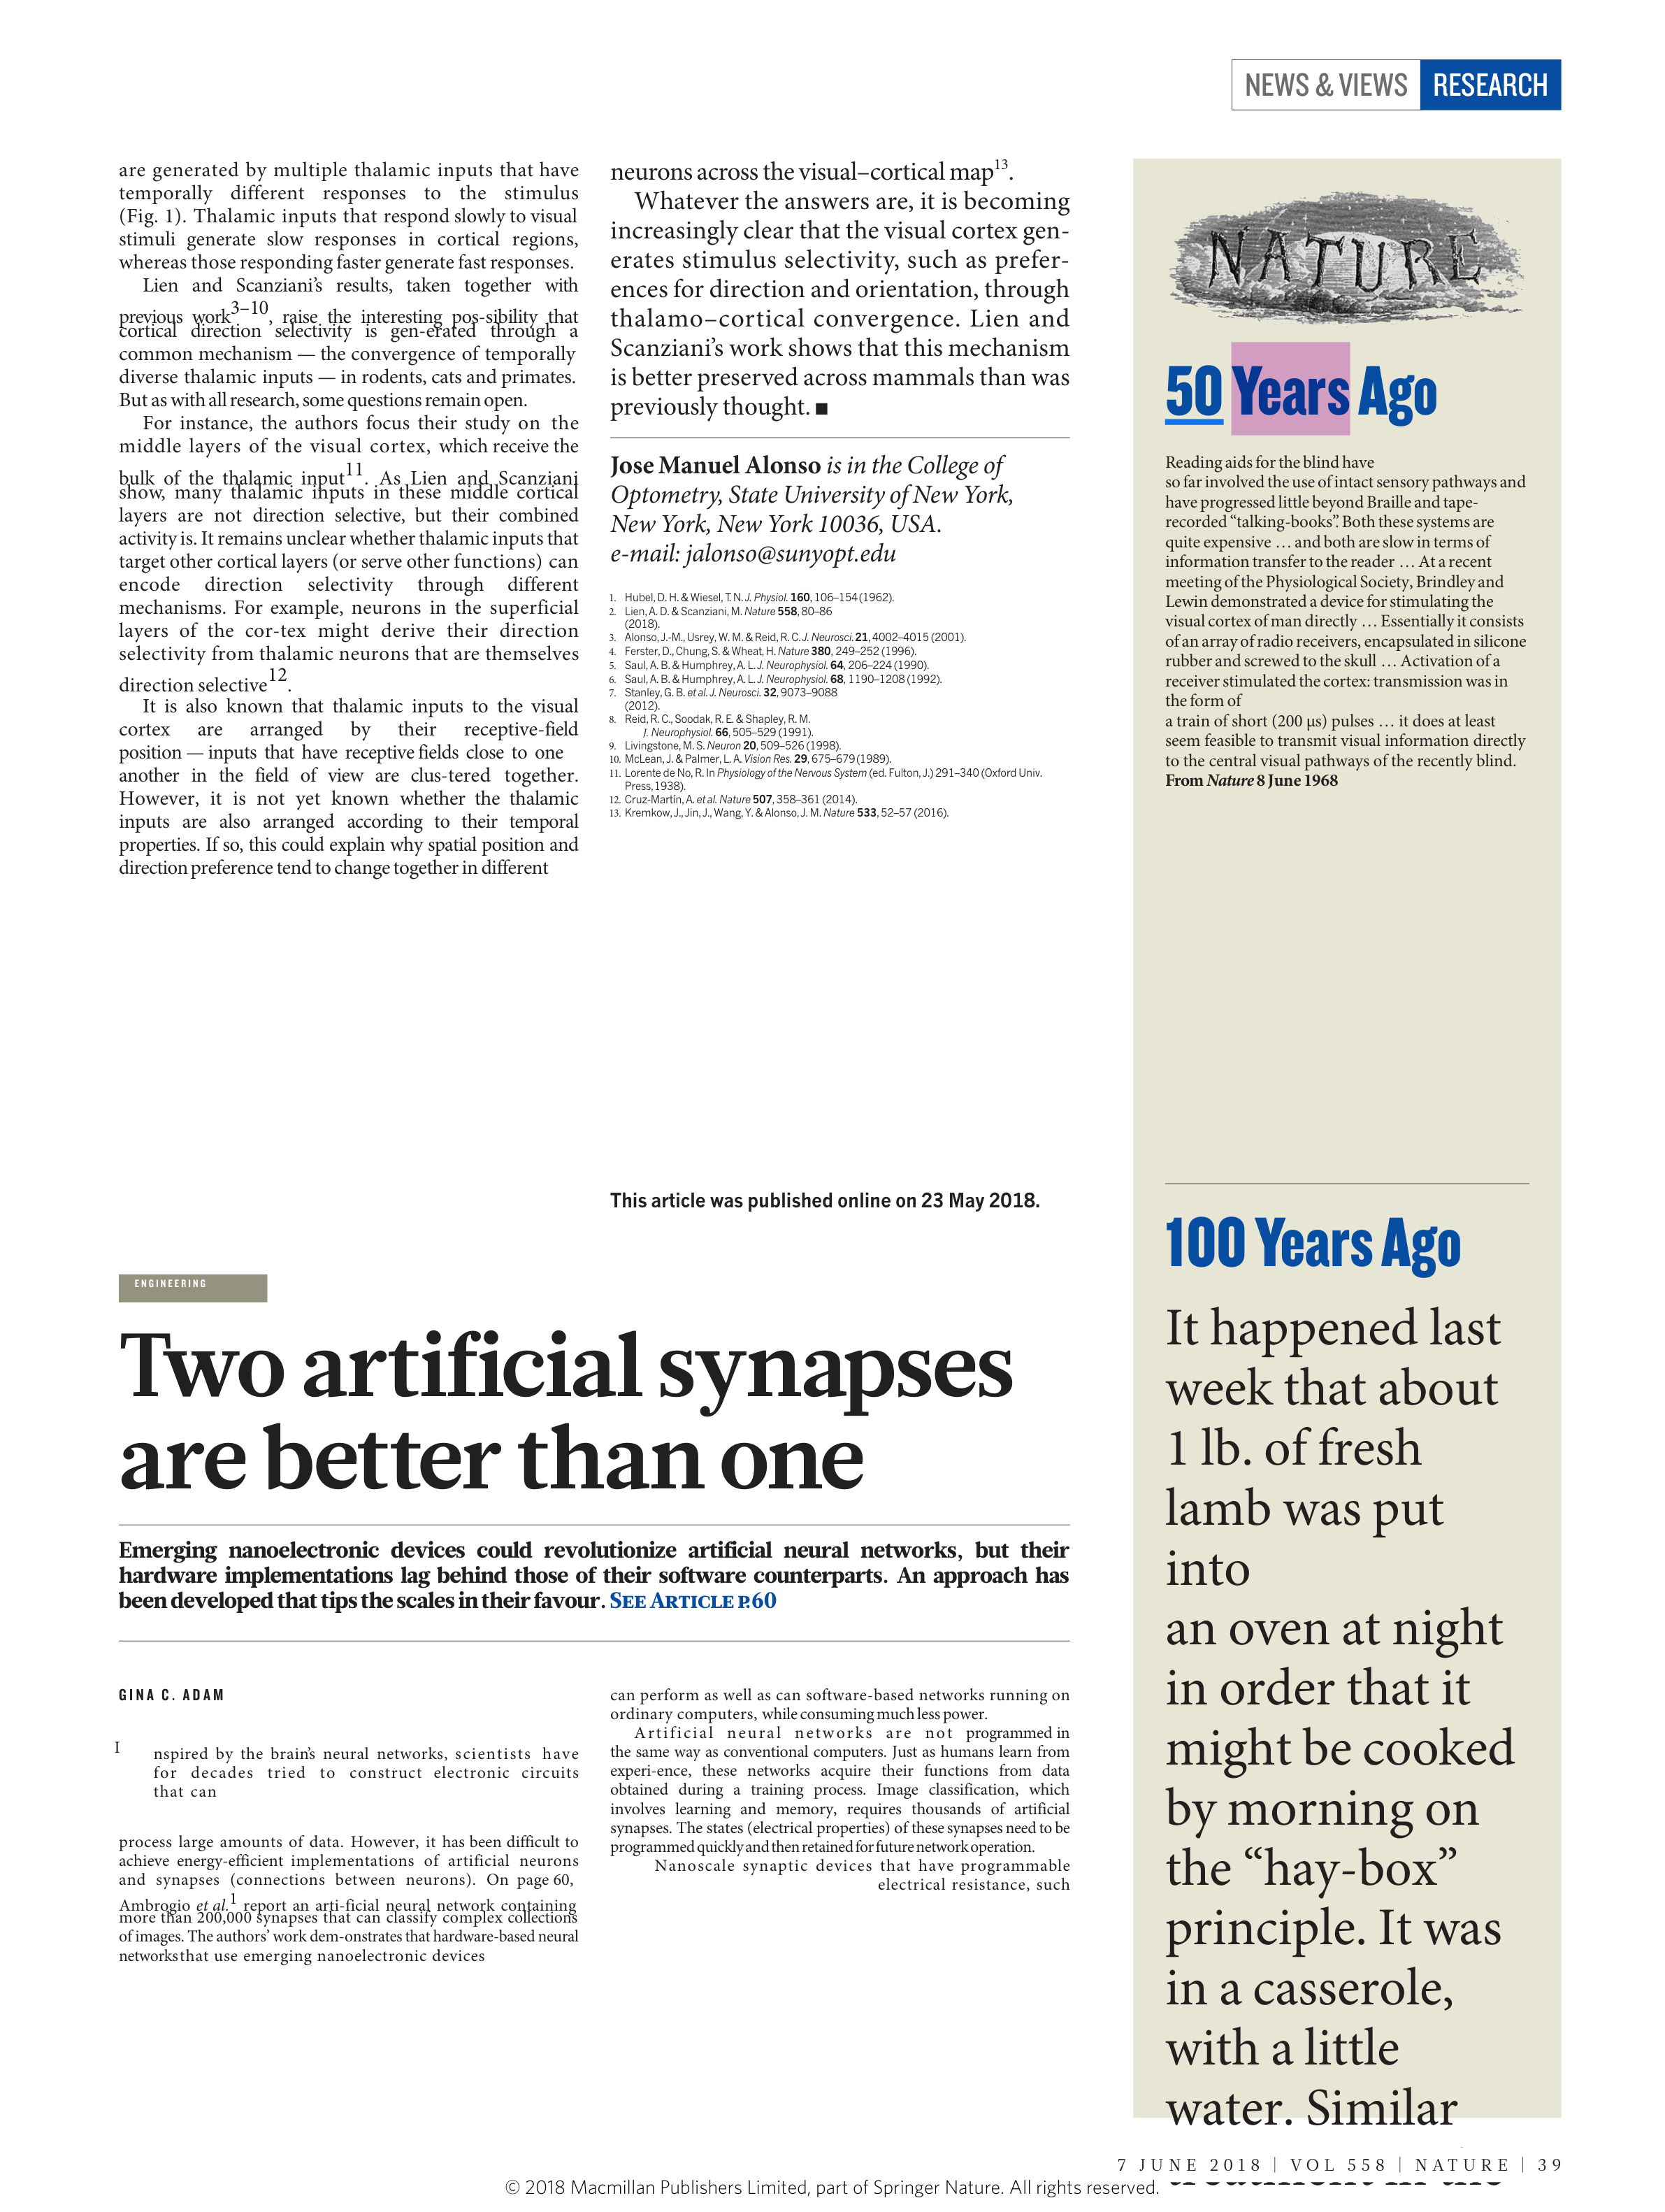 NEWS & VIEWS RESEARCH
are generated by multiple thalamic inputs that have
temporally different responses to the stimulus
(Fig. 1). Thalamic inputs that respond slowly to visual
stimuli generate slow responses in cortical regions,
whereas those responding faster generate fast responses.
Lien and Scanziani’s results, taken together with
previous work3–10, raise the interesting pos-sibility that
cortical direction selectivity is gen-erated through a
common mechanism — the convergence of temporally
diverse thalamic inputs — in rodents, cats and primates.
But as with all research, some questions remain open.
For instance, the authors focus their study on the
middle layers of the visual cortex, which receive the
bulk of the thalamic input11. As Lien and Scanziani
show, many thalamic inputs in these middle cortical
layers are not direction selective, but their combined
activity is. It remains unclear whether thalamic inputs that
target other cortical layers (or serve other functions) can
encode direction selectivity through different
mechanisms. For example, neurons in the superficial
layers of the cor-tex might derive their direction
selectivity from thalamic neurons that are themselves
direction selective12.
It is also known that thalamic inputs to the visual
cortex are arranged by their receptive-field
position — inputs that have receptive fields close to one
another in the field of view are clus-tered together.
However, it is not yet known whether the thalamic
inputs are also arranged according to their temporal
properties. If so, this could explain why spatial position and
direction preference tend to change together in different
neurons across the visual–cortical map13.
Whatever the answers are, it is becoming
increasingly clear that the visual cortex gen-
erates stimulus selectivity, such as prefer-
ences for direction and orientation, through
thalamo–cortical convergence. Lien and
Scanziani’s work shows that this mechanism
is better preserved across mammals than was
previously thought. ■
Jose Manuel Alonso is in the College of
Optometry, State University of New York,
New York, New York 10036, USA.
e-mail: jalonso@sunyopt.edu
1. Hubel, D. H. & Wiesel, T. N. J. Physiol. 160, 106–154 (1962).
2. Lien, A. D. & Scanziani, M. Nature 558, 80–86
(2018).
3. Alonso, J.-M., Usrey, W. M. & Reid, R. C. J. Neurosci. 21, 4002–4015 (2001).
4. Ferster, D., Chung, S. & Wheat, H. Nature 380, 249–252 (1996).
5. Saul, A. B. & Humphrey, A. L. J. Neurophysiol. 64, 206–224 (1990).
6. Saul, A. B. & Humphrey, A. L. J. Neurophysiol. 68, 1190–1208 (1992).
7. Stanley, G. B. et al. J. Neurosci. 32, 9073–9088
(2012).
8. Reid, R. C., Soodak, R. E. & Shapley, R. M.
J. Neurophysiol. 66, 505–529 (1991).
9. Livingstone, M. S. Neuron 20, 509–526 (1998).
10. McLean, J. & Palmer, L. A. Vision Res. 29, 675–679 (1989).
11. Lorente de No, R. In Physiology of the Nervous System (ed. Fulton, J.) 291–340 (Oxford Univ.
Press, 1938).
12. Cruz-Martín, A. et al. Nature 507, 358–361 (2014).
13. Kremkow, J., Jin, J., Wang, Y. & Alonso, J. M. Nature 533, 52–57 (2016).
This article was published online on 23 May 2018.
ENGINEERING
Two artificial synapses
are better than one
Emerging nanoelectronic devices could revolutionize artificial neural networks, but their
hardware implementations lag behind those of their software counterparts. An approach has
been developed that tips the scales in their favour. SEE ARTICLE P.60
GINA C. ADAM
I
nspired by the brain’s neural networks, scientists have
for decades tried to construct electronic circuits
that can
process large amounts of data. However, it has been difficult to
achieve energy-efficient implementations of artificial neurons
and synapses (connections between neurons). On page 60,
Ambrogio et al.1 report an arti-ficial neural network containing
more than 200,000 synapses that can classify complex collections
of images. The authors’ work dem-onstrates that hardware-based neural
networks that use emerging nanoelectronic devices
can perform as well as can software-based networks running on
ordinary computers, while consuming much less power.
Artificial neural networks are not programmed in
the same way as conventional computers. Just as humans learn from
experi-ence, these networks acquire their functions from data
obtained during a training process. Image classification, which
involves learning and memory, requires thousands of artificial
synapses. The states (electrical properties) of these synapses need to be
programmed quickly and then retained for future network operation.
Nanoscale synaptic devices that have programmable
electrical resistance, such
NATURE
50 Years Ago
Reading aids for the blind have
so far involved the use of intact sensory pathways and
have progressed little beyond Braille and tape-
recorded “talking-books”. Both these systems are
quite expensive … and both are slow in terms of
information transfer to the reader … At a recent
meeting of the Physiological Society, Brindley and
Lewin demonstrated a device for stimulating the
visual cortex of man directly … Essentially it consists
of an array of radio receivers, encapsulated in silicone
rubber and screwed to the skull … Activation of a
receiver stimulated the cortex: transmission was in
the form of
a train of short (200 μs) pulses … it does at least
seem feasible to transmit visual information directly
to the central visual pathways of the recently blind.
From Nature 8 June 1968
100 Years Ago
It happened last
week that about
1 lb. of fresh
lamb was put
into
an oven at night
in order that it
might be cooked
by morning on
the “hay-box”
principle. It was
in a casserole,
with a little
water. Similar
7 JUNE 2018 | VOL 558 | NATURE | 39
© 2018 Macmillan Publishers Limited, part of Springer Nature. All rights reserved.